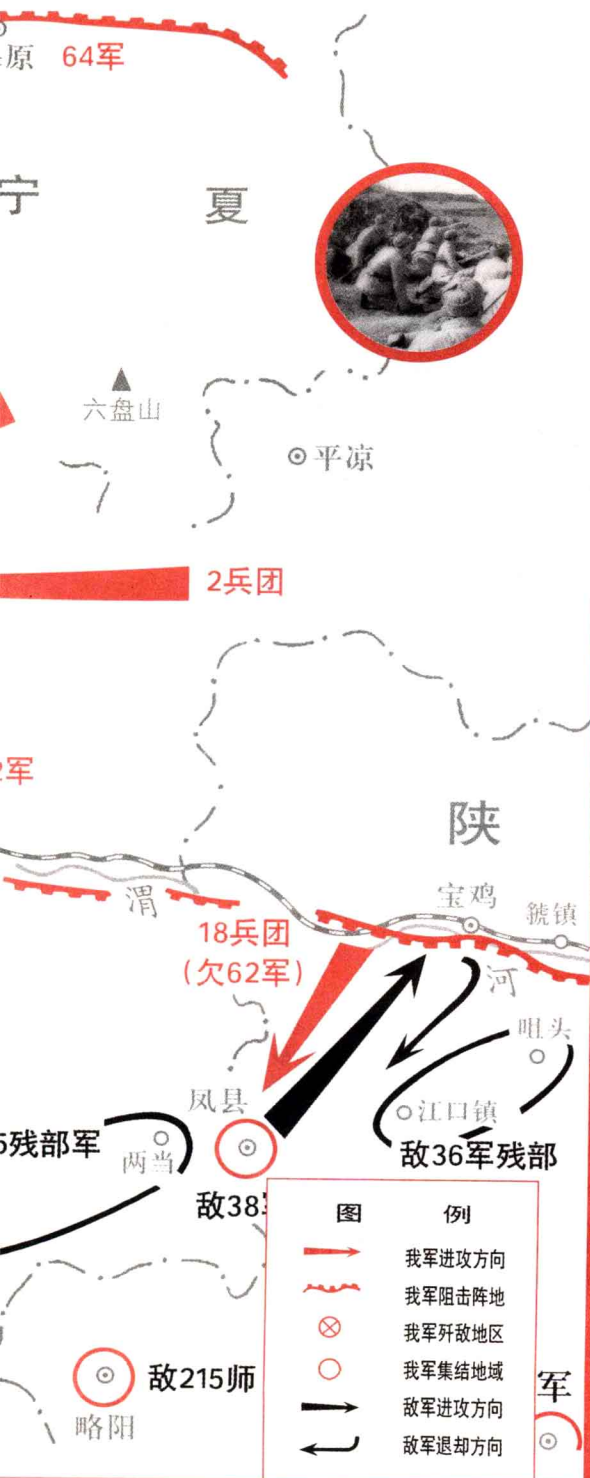 原
64军
宁
夏
六盘山
平凉
2兵团
2军
陕
宝鸡
虢镇
渭
18兵团
(欠62军)
河
咀头
凤县
江口镇
5残部军
两当
敌36军残部
敌38
图 例
我军进攻方向
我军阻击阵地
我军歼敌地区
我军集结地域
敌军进攻方向
敌军退却方向
敌215师
军
略阳